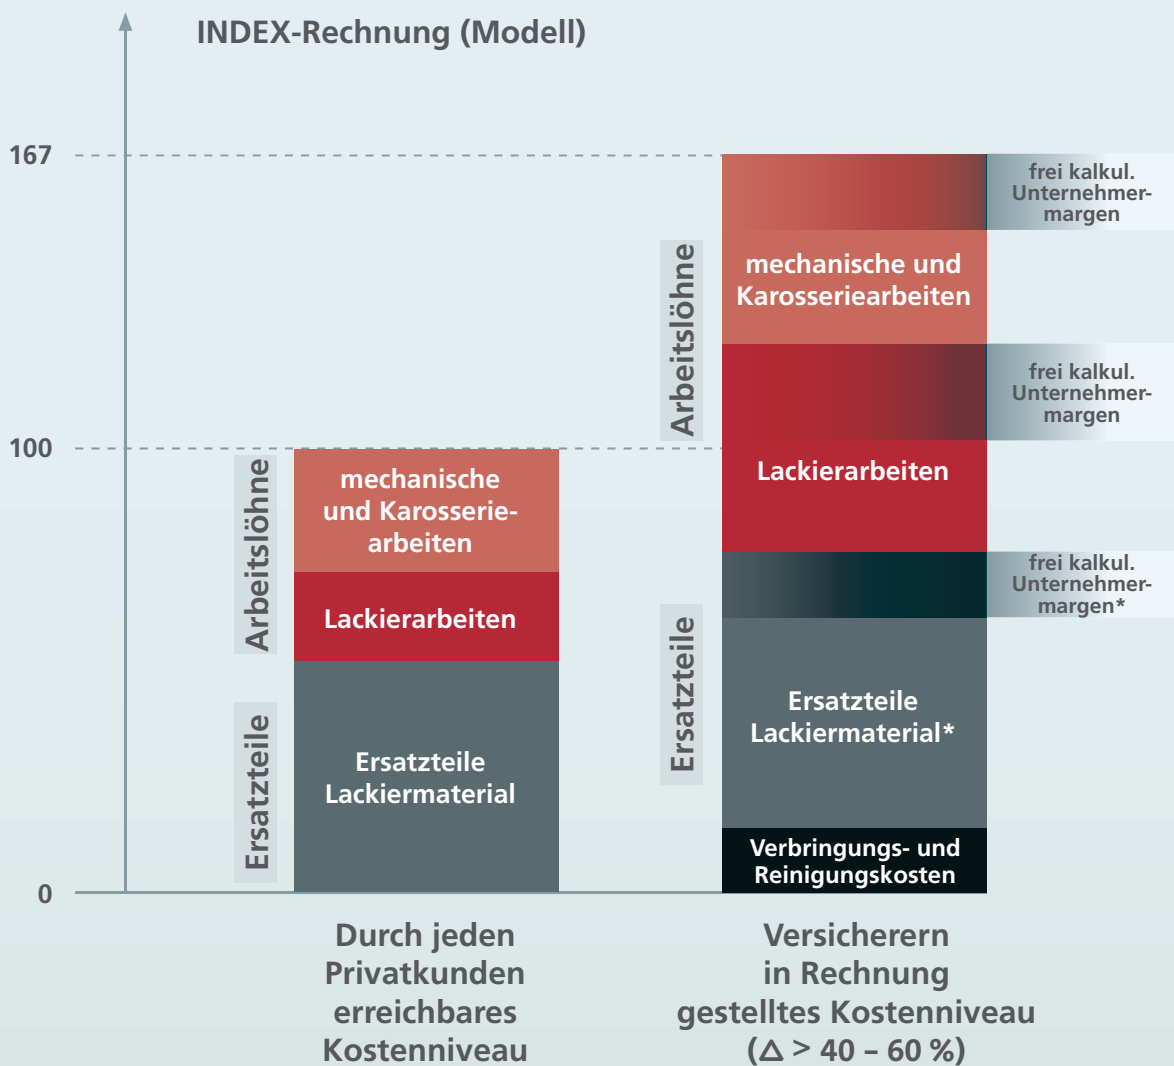 INDEX-Rechnung (Modell)
167
100
0
Arbeitslöhne
Ersatzteile
mechanische
und Karosserie-
arbeiten
Lackierarbeiten
Ersatzteile
Lackiermaterial
Arbeitslöhne
Ersatzteile
mechanische und
Karosseriearbeiten
Lackierarbeiten
Ersatzteile
Lackiermaterial*
Verbringungs- und
Reinigungskosten
frei kalkul.
Unternehmer-
margen
frei kalkul.
Unternehmer-
margen
frei kalkul.
Unternehmer-
margen*
Durch jeden
Privatkunden
erreichbares
Kostenniveau
Versicherern
in Rechnung
gestelltes Kostenniveau
(Δ > 40 – 60 %)